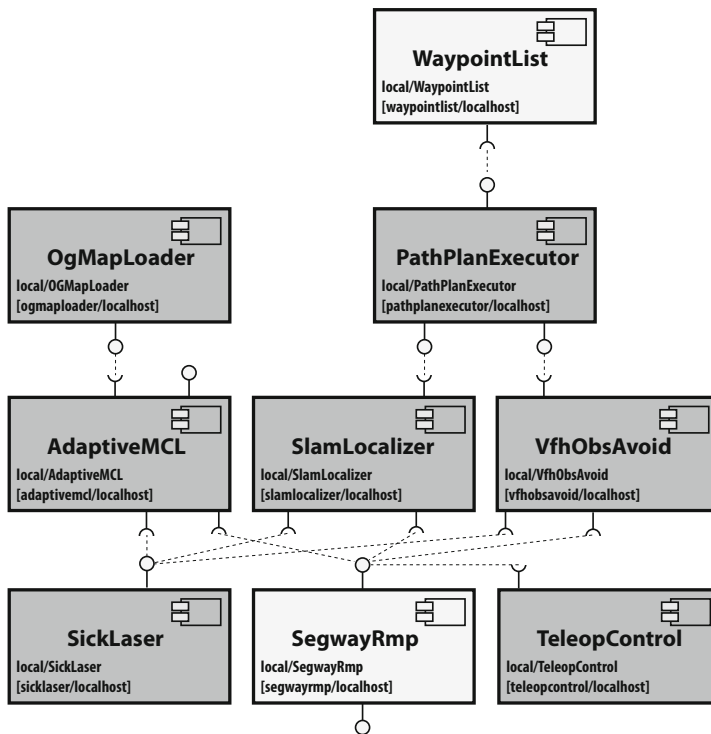 WaypointList
local/WaypointList
[waypointlist/localhost]
OgMapLoader
local/OGMapLoader
[ogmaploader/localhost]
PathPlanExecutor
local/PathPlanExecutor
[pathplanexecutor/localhost]
AdaptiveMCL
local/AdaptiveMCL
[adaptivemcl/localhost]
SlamLocalizer
local/SlamLocalizer
[slamlocalizer/localhost]
VfhObsAvoid
local/VfhObsAvoid
[vfhobsavoid/localhost]
SickLaser
local/SickLaser
[sicklaser/localhost]
SegwayRmp
local/SegwayRmp
[segwayrmp/localhost]
TeleopControl
local/TeleopControl
[teleopcontrol/localhost]